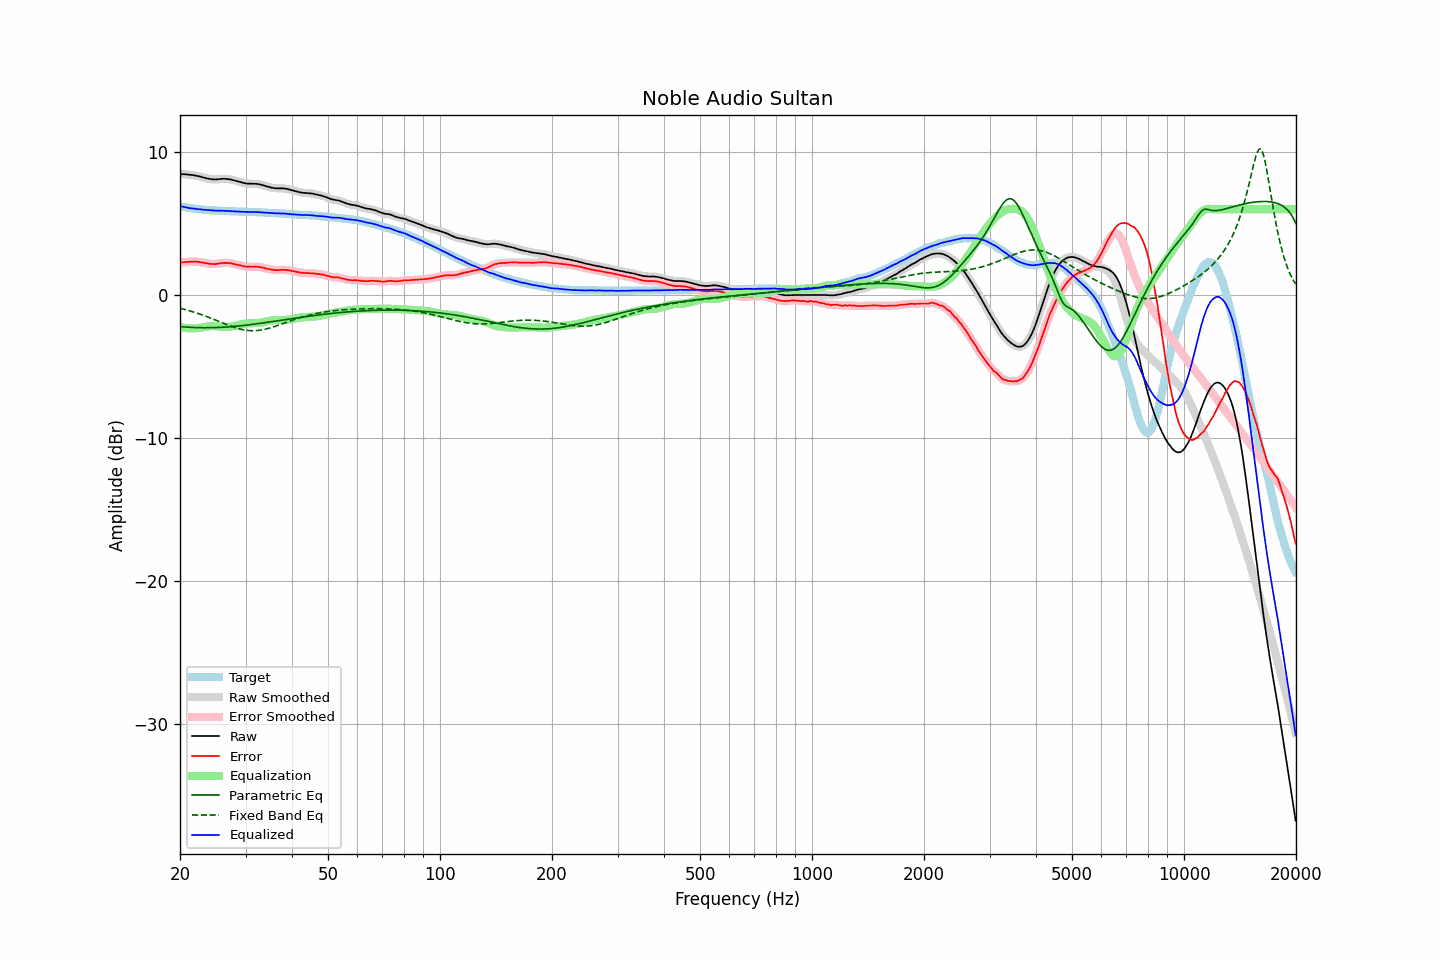 Noble Audio Sultan
10
0
−10
−20
−30
Amplitude (dBr)
Target
Raw Smoothed
Error Smoothed
Raw
Error
Equalization
Parametric Eq
Fixed Band Eq
Equalized
20 50 100 200 500 1000 2000 5000 10000 20000
Frequency (Hz)